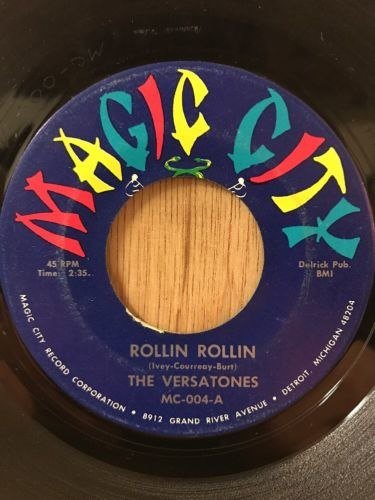 MAGIC CITY
45 RPM
Time: 2:35
Delrick Pub.
BMI
ROLLIN ROLLIN
(Ivey-Courreay-Burt)
THE VERSATONES
MC-004-A
MAGIC CITY RECORD CORPORATION • 8912 GRAND RIVER AVENUE • DETROIT, MICHIGAN 48204